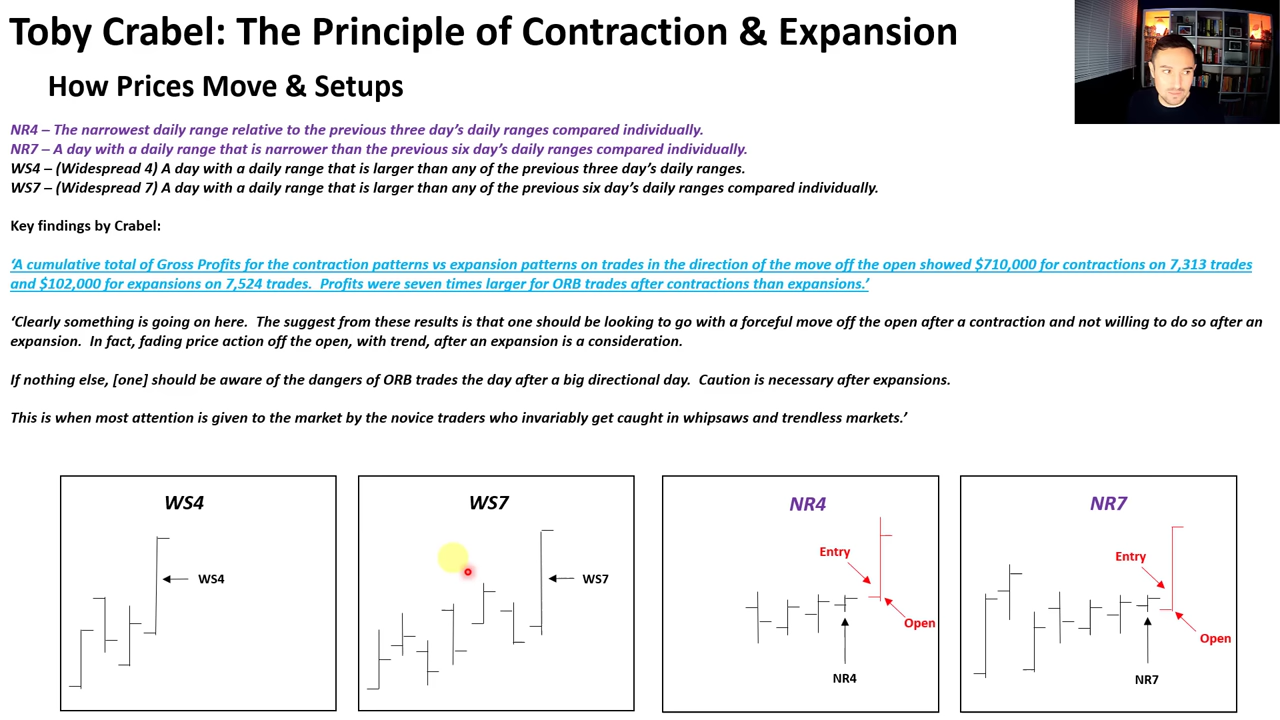 Toby Crabel: The Principle of Contraction & Expansion
How Prices Move & Setups
NR4 – The narrowest daily range relative to the previous three day’s daily ranges compared individually.
NR7 – A day with a daily range that is narrower than the previous six day’s daily ranges compared individually.
WS4 – (Widespread 4) A day with a daily range that is larger than any of the previous three day’s daily ranges.
WS7 – (Widespread 7) A day with a daily range that is larger than any of the previous six day’s daily ranges compared individually.
Key findings by Crabel:
‘A cumulative total of Gross Profits for the contraction patterns vs expansion patterns on trades in the direction of the move off the open showed $710,000 for contractions on 7,313 trades
and $102,000 for expansions on 7,524 trades.  Profits were seven times larger for ORB trades after contractions than expansions.’
‘Clearly something is going on here.  The suggest from these results is that one should be looking to go with a forceful move off the open after a contraction and not willing to do so after an
expansion.  In fact, fading price action off the open, with trend, after an expansion is a consideration.
If nothing else, [one] should be aware of the dangers of ORB trades the day after a big directional day.  Caution is necessary after expansions.
This is when most attention is given to the market by the novice traders who invariably get caught in whipsaws and trendless markets.’
WS4
WS4
WS7
WS7
NR4
Entry
Open
NR4
NR7
Entry
Open
NR7